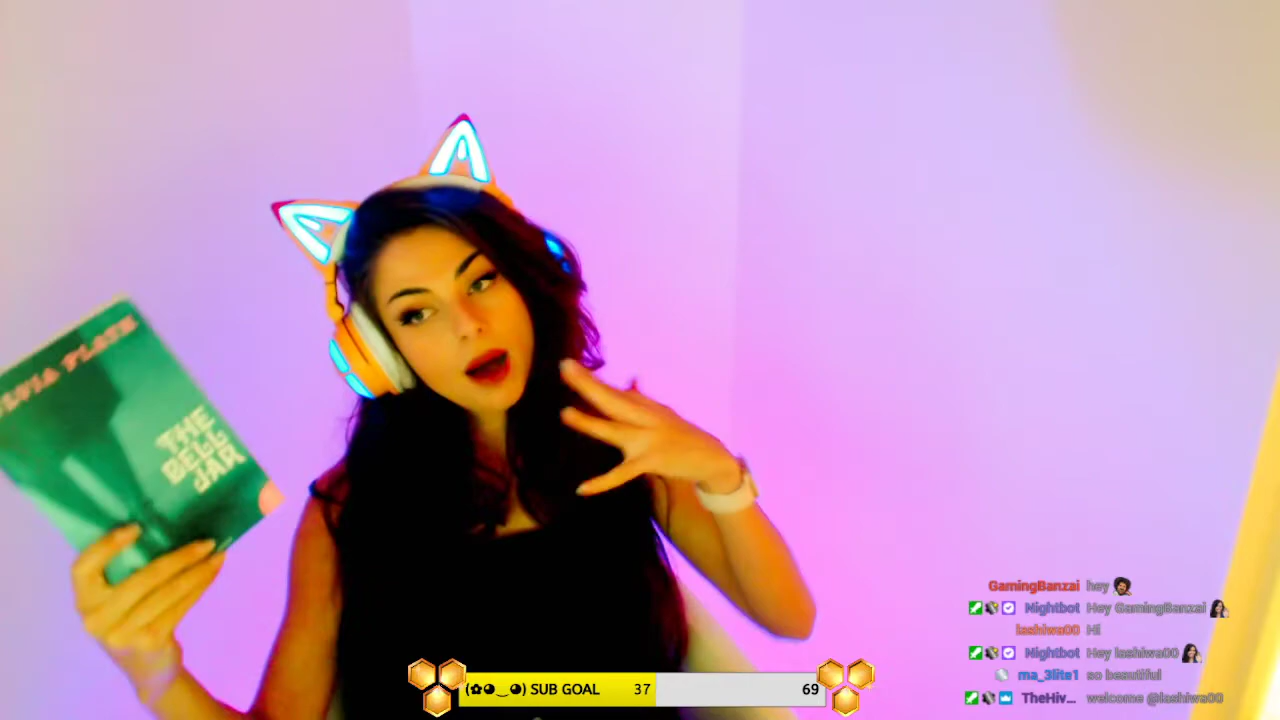 SYLVIA PLATH
THE
BELL
JAR
GamingBanzai hey
Nightbot Hey GamingBanzai
lashiwa00 Hi
Nightbot Hey lashiwa00
ma_3lite1 so beautiful
TheHiv... welcome @lashiwa00
(✿◕‿◕) SUB GOAL 37 69